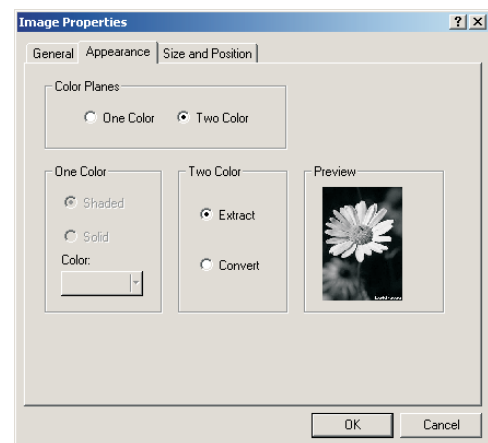 Image Properties
General Appearance Size and Position
Color Planes
One Color Two Color
One Color
Shaded
Solid
Color:
Two Color
Extract
Convert
Preview
OK Cancel